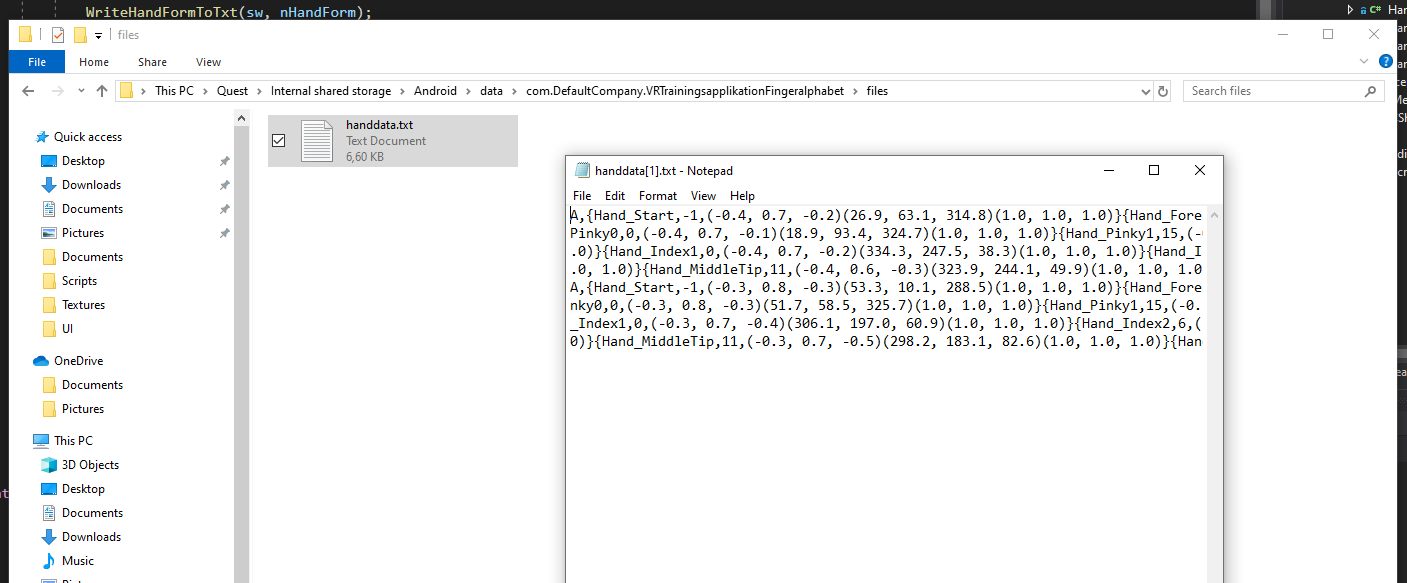 WriteHandFormToTxt(sw, nHandForm);
C# Han
files
File Home Share View
This PC Quest Internal shared storage Android data com.DefaultCompany.VRTrainingsapplikationFingeralphabet files
Search files
Quick access
Desktop
Downloads
Documents
Pictures
Documents
Scripts
Textures
UI
OneDrive
Documents
Pictures
This PC
3D Objects
Desktop
Documents
Downloads
Music
handdata.txt
Text Document
6,60 KB
handdata[1].txt - Notepad
File Edit Format View Help
A,{Hand_Start,-1,(-0.4, 0.7, -0.2)(26.9, 63.1, 314.8)(1.0, 1.0, 1.0)}{Hand_Fore
Pinky0,0,(-0.4, 0.7, -0.1)(18.9, 93.4, 324.7)(1.0, 1.0, 1.0)}{Hand_Pinky1,15,(-
.0)}{Hand_Index1,0,(-0.4, 0.7, -0.2)(334.3, 247.5, 38.3)(1.0, 1.0, 1.0)}{Hand_I
.0, 1.0)}{Hand_MiddleTip,11,(-0.4, 0.6, -0.3)(323.9, 244.1, 49.9)(1.0, 1.0, 1.0
A,{Hand_Start,-1,(-0.3, 0.8, -0.3)(53.3, 10.1, 288.5)(1.0, 1.0, 1.0)}{Hand_Fore
nky0,0,(-0.3, 0.8, -0.3)(51.7, 58.5, 325.7)(1.0, 1.0, 1.0)}{Hand_Pinky1,15,(-0.
_Index1,0,(-0.3, 0.7, -0.4)(306.1, 197.0, 60.9)(1.0, 1.0, 1.0)}{Hand_Index2,6,(
0)}{Hand_MiddleTip,11,(-0.3, 0.7, -0.5)(298.2, 183.1, 82.6)(1.0, 1.0, 1.0)}{Han